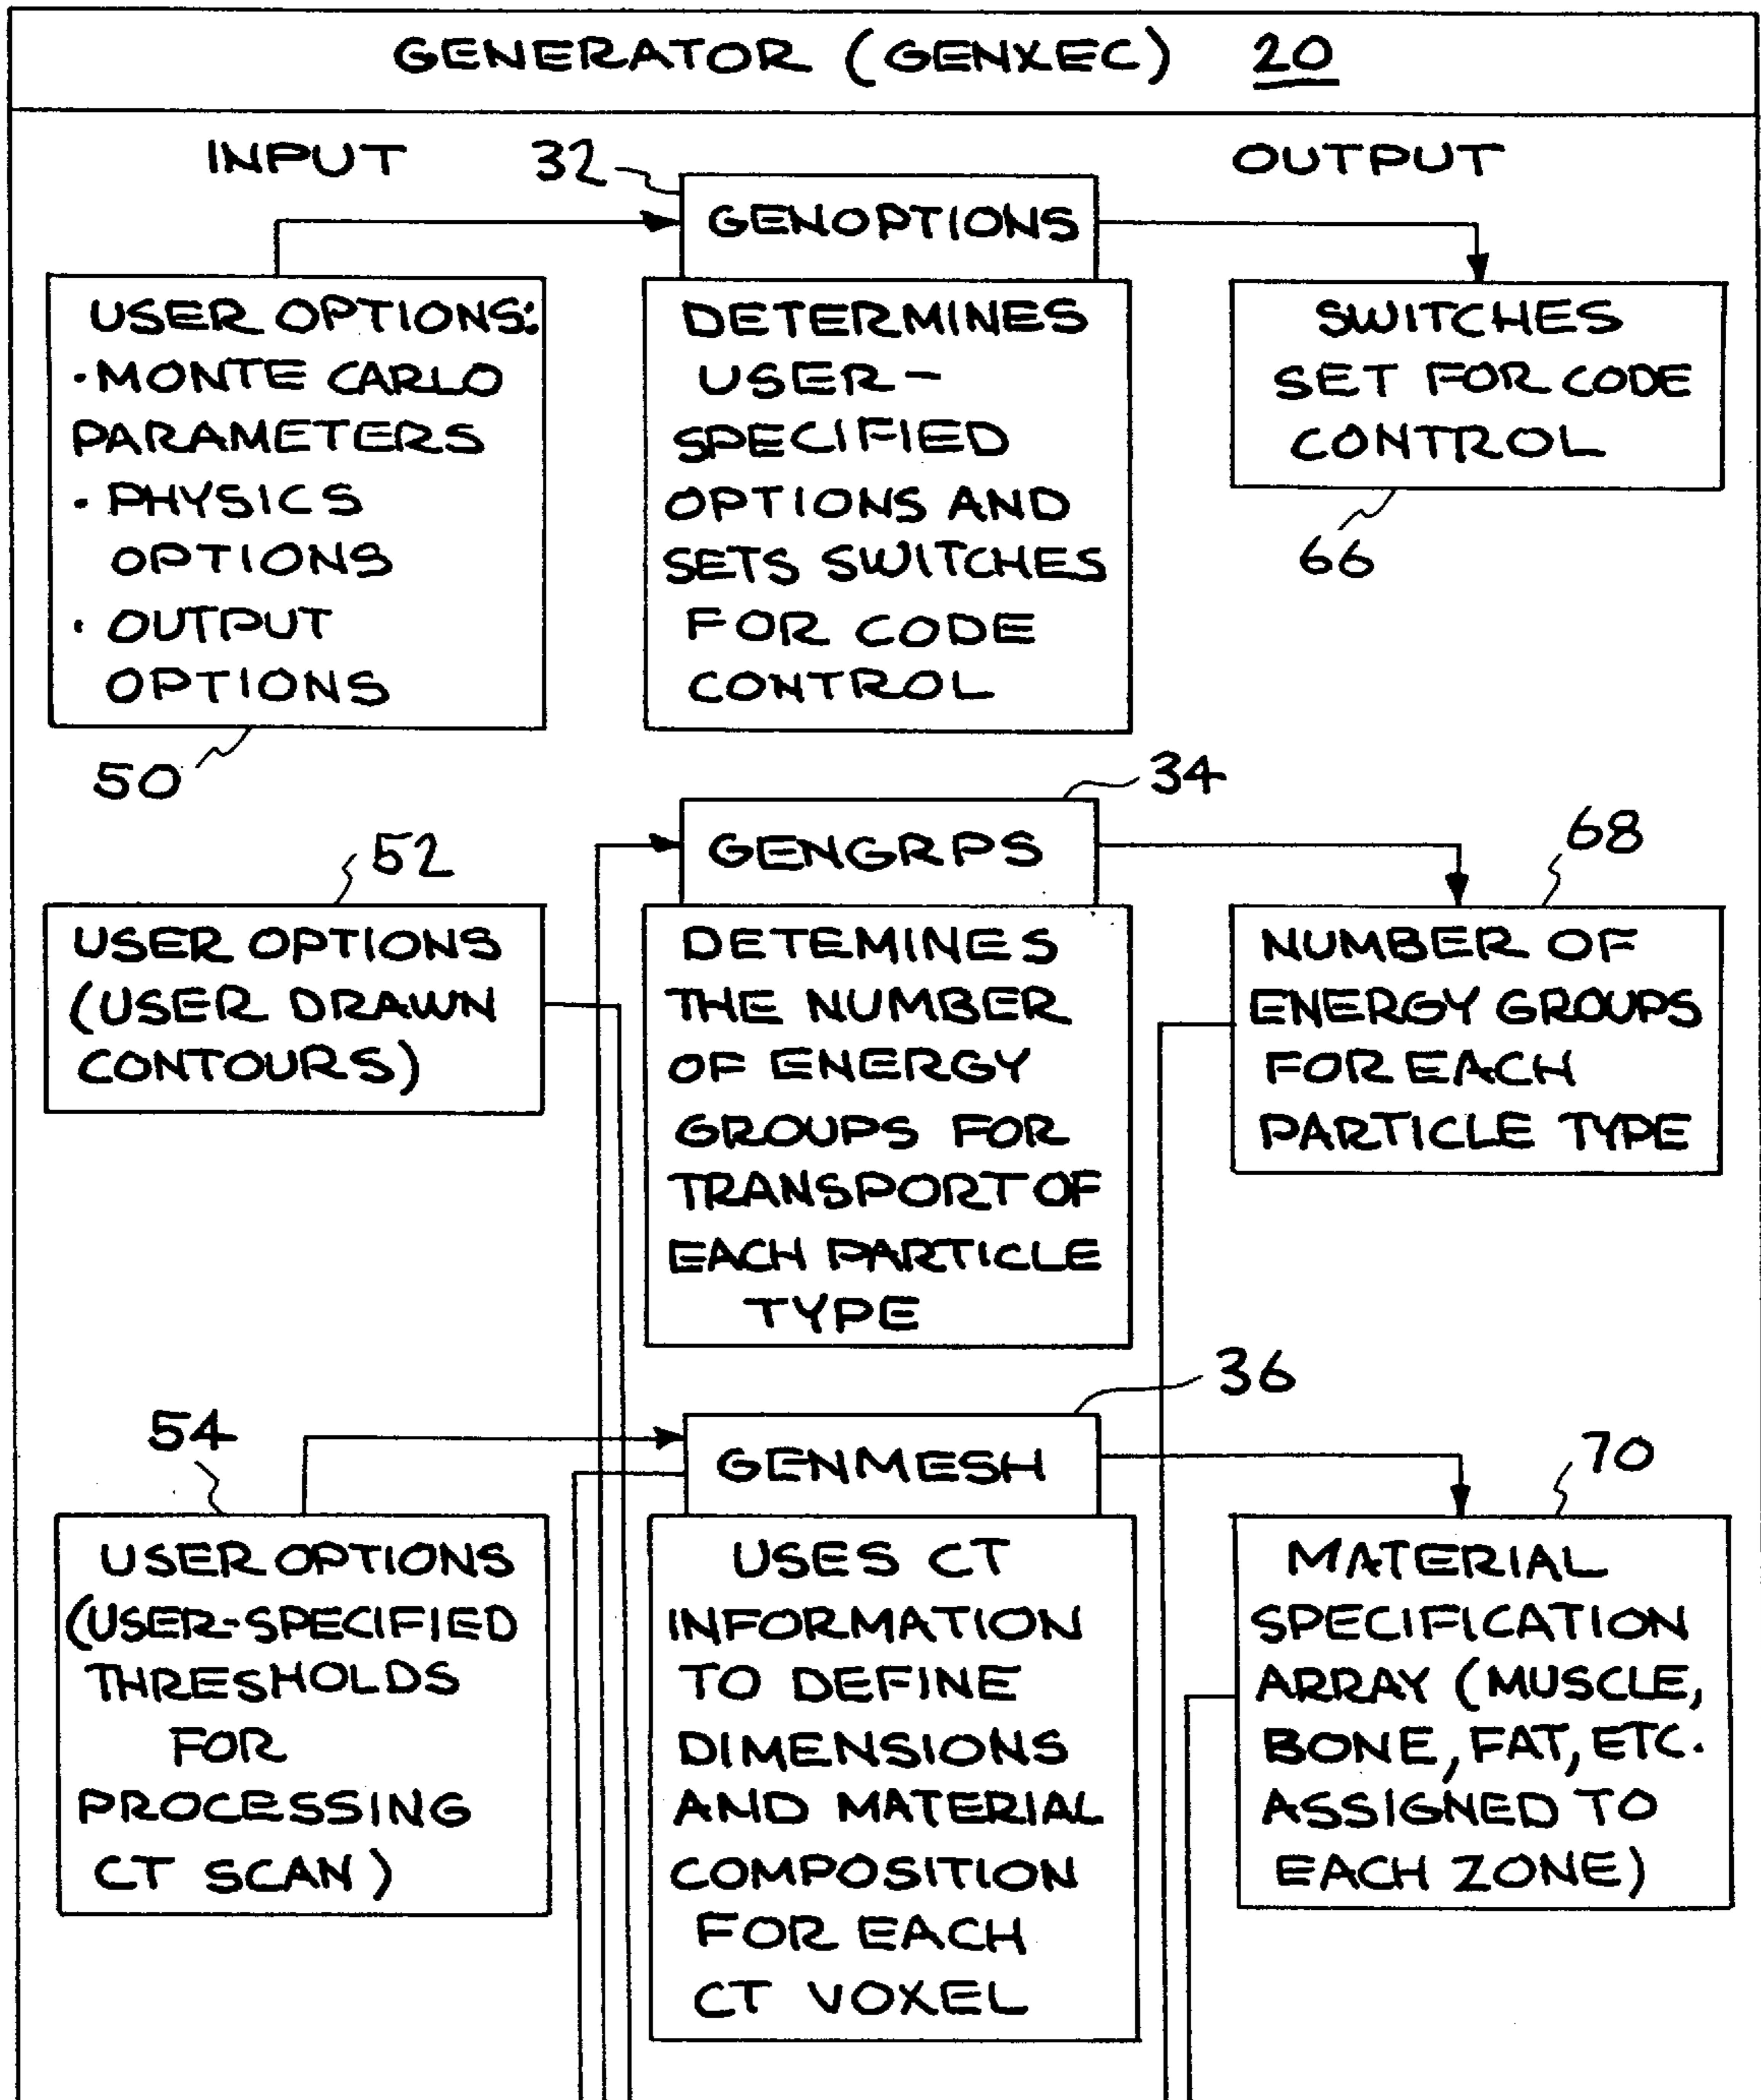 GENERATOR (GENXEC) 20
INPUT
32
OUTPUT
GENOPTIONS
USER OPTIONS:
· MONTE CARLO
PARAMETERS
· PHYSICS
OPTIONS
· OUTPUT
OPTIONS
50
DETERMINES
USER-
SPECIFIED
OPTIONS AND
SETS SWITCHES
FOR CODE
CONTROL
SWITCHES
SET FOR CODE
CONTROL
66
34
52
GENGRPS
68
USER OPTIONS
(USER DRAWN
CONTOURS)
DETEMINES
THE NUMBER
OF ENERGY
GROUPS FOR
TRANSPORT OF
EACH PARTICLE
TYPE
NUMBER OF
ENERGY GROUPS
FOR EACH
PARTICLE TYPE
36
54
GENMESH
70
USER OPTIONS
(USER-SPECIFIED
THRESHOLDS
FOR
PROCESSING
CT SCAN)
USES CT
INFORMATION
TO DEFINE
DIMENSIONS
AND MATERIAL
COMPOSITION
FOR EACH
CT VOXEL
MATERIAL
SPECIFICATION
ARRAY (MUSCLE,
BONE, FAT, ETC.
ASSIGNED TO
EACH ZONE)